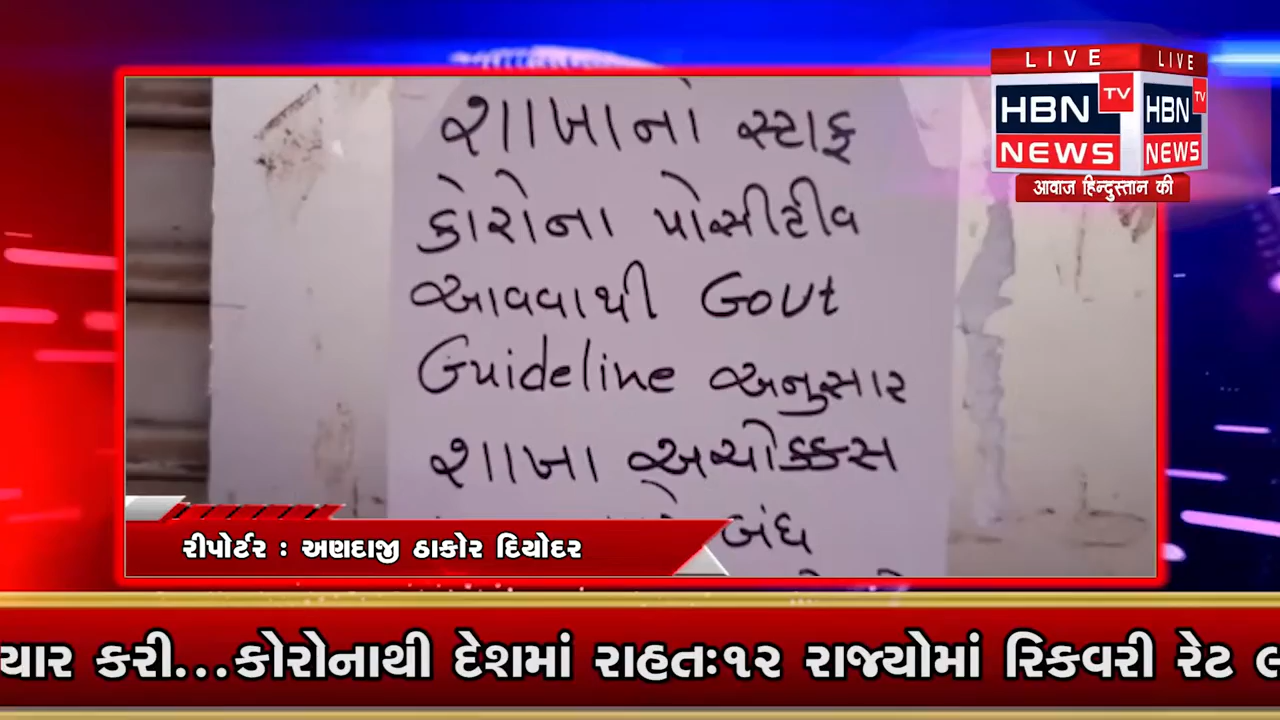 LIVE LIVE
HBN TV HBN TV
NEWS NEWS
आवाज हिन्दुस्तान की
શાખાનાં સ્ટાફ
કોરોના પોસીટીવ
આવવાથી Govt
Guideline અનુસાર
શાખા અચોક્કસ
બંધ
રીપોર્ટર : અણદાજી ઠાકોર દિયોદર
યાર કરી...કોરોનાથી દેશમાં રાહતઃ૧૨ રાજ્યોમાં રિકવરી રેટ ૯